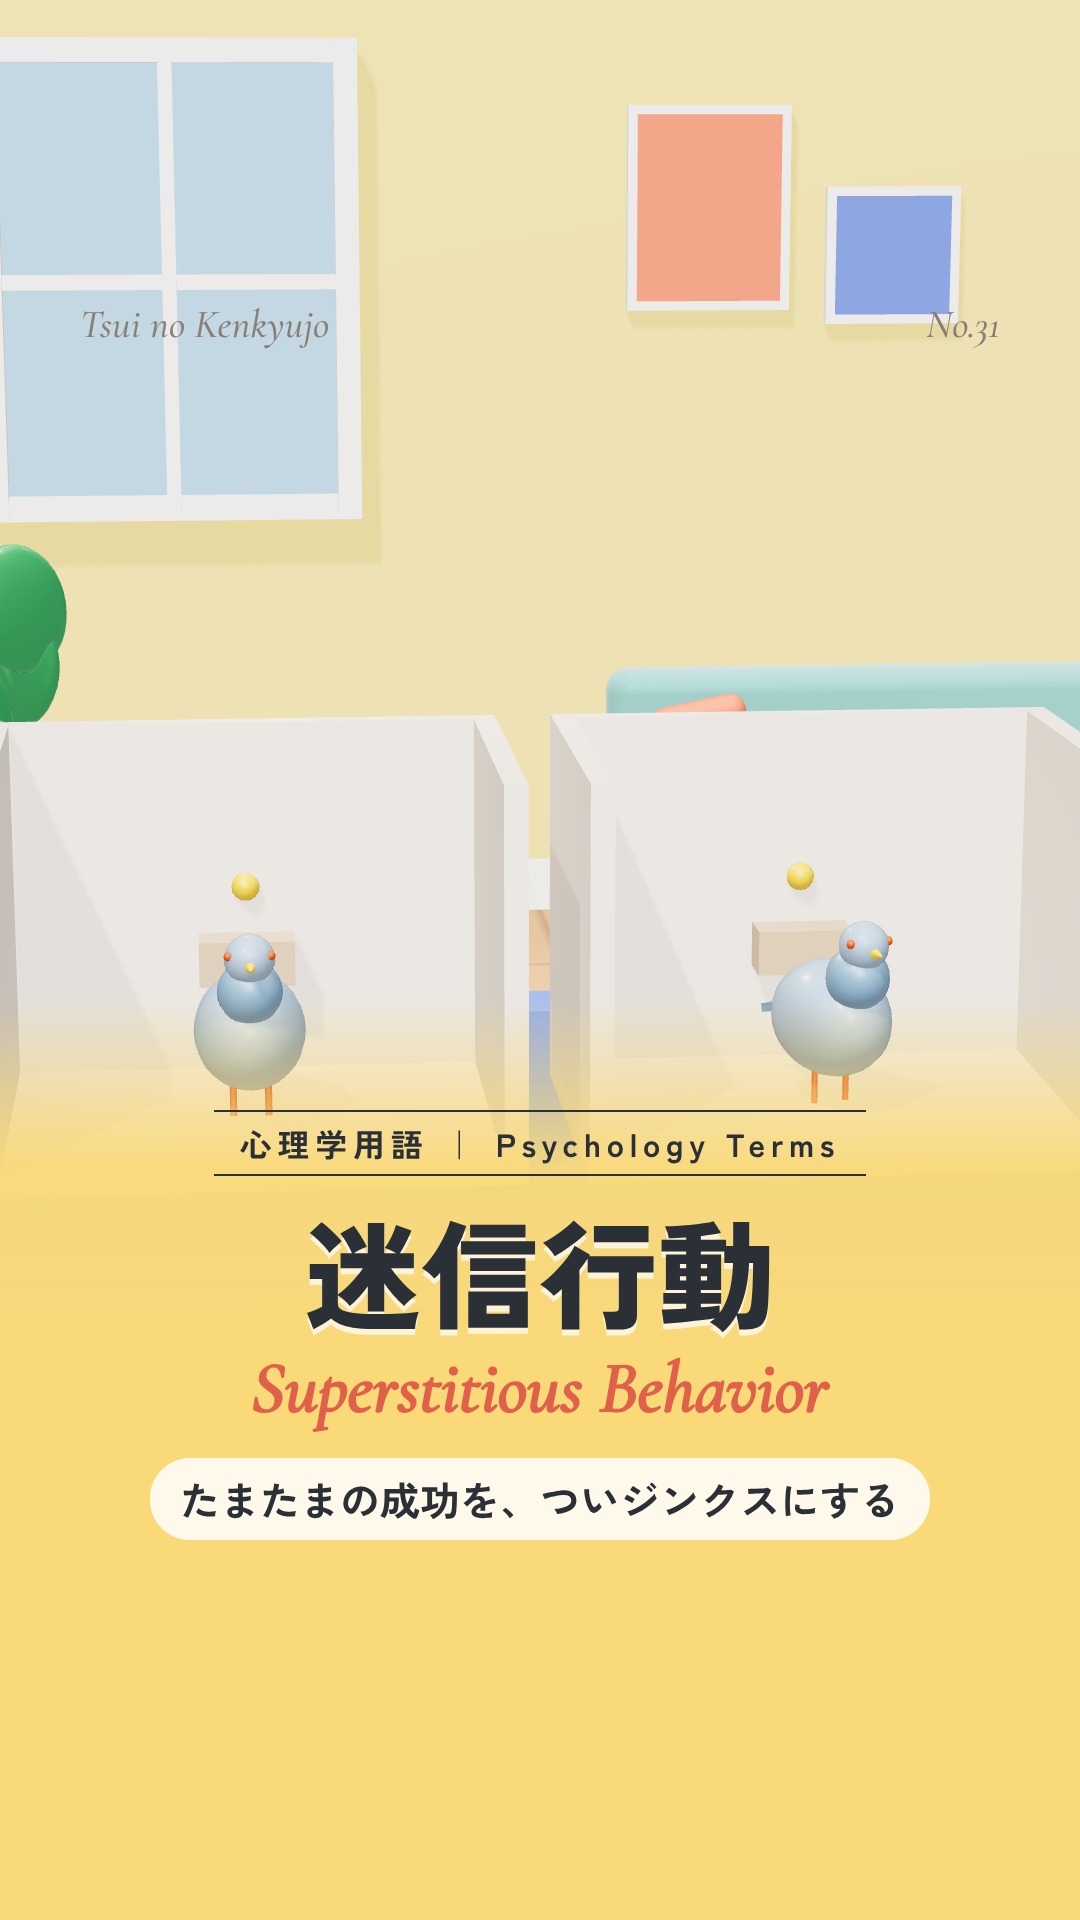 Tsui no Kenkyujo
No.31
心理学用語 | Psychology Terms
迷信行動
Superstitious Behavior
たまたまの成功を、ついジンクスにする